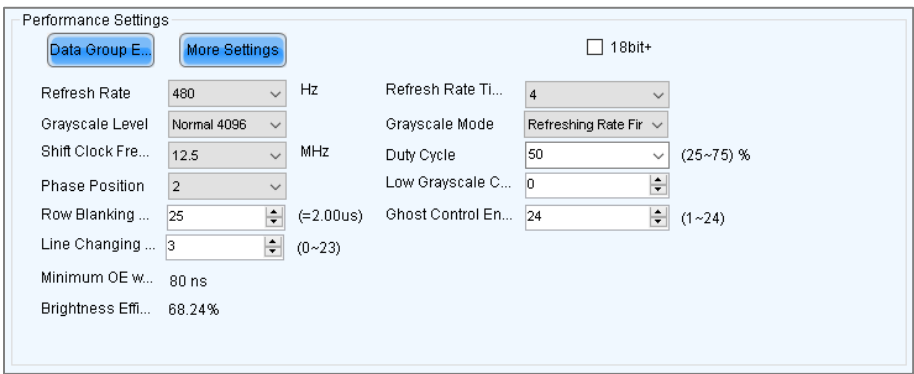 Performance Settings
Data Group E... More Settings 18bit+
Refresh Rate 480 Hz Refresh Rate Ti... 4
Grayscale Level Normal 4096 Grayscale Mode Refreshing Rate Fir
Shift Clock Fre... 12.5 MHz Duty Cycle 50 (25~75) %
Phase Position 2 Low Grayscale C... 0
Row Blanking ... 25 (=2.00us) Ghost Control En... 24 (1~24)
Line Changing ... 3 (0~23)
Minimum OE w... 80 ns
Brightness Effi... 68.24%